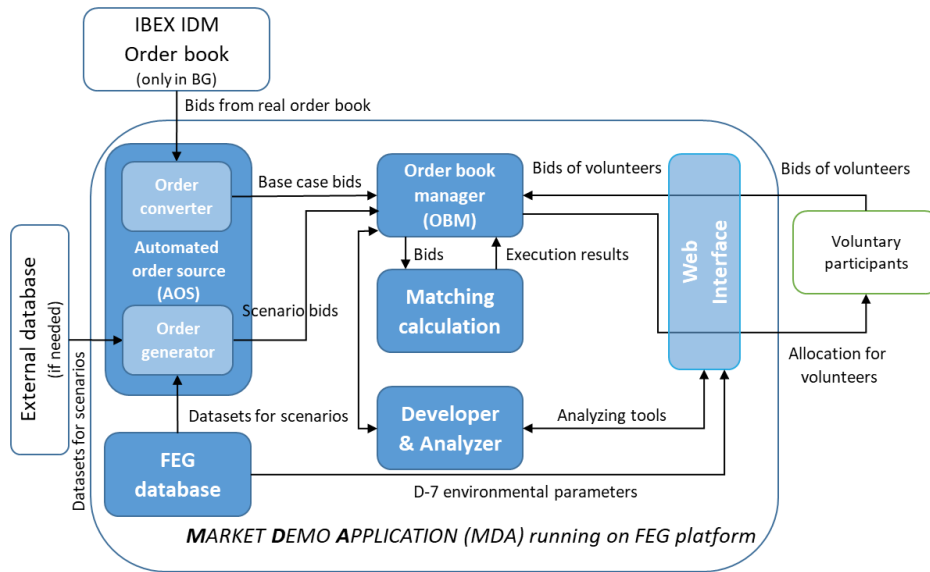 IBEX IDM
Order book
(only in BG)
Bids from real order book
Order
converter
Base case bids
Order book
manager
(OBM)
Bids of volunteers
Bids of volunteers
Automated
order source
(AOS)
Bids
Execution results
Web
Interface
Voluntary
participants
External database
(if needed)
Scenario bids
Order
generator
Matching
calculation
Allocation for
volunteers
Datasets for scenarios
Datasets for scenarios
Developer
& Analyzer
Analyzing tools
FEG
database
D-7 environmental parameters
MARKET DEMO APPLICATION (MDA) running on FEG platform